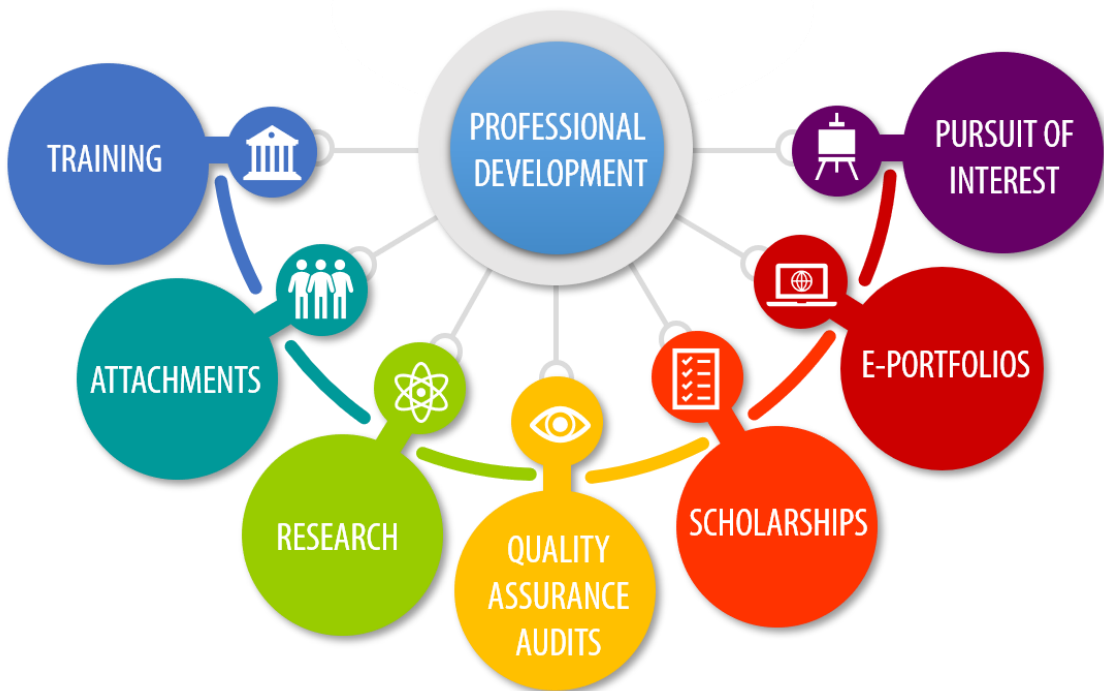 PROFESSIONAL
DEVELOPMENT
TRAINING
ATTACHMENTS
RESEARCH
QUALITY
ASSURANCE
AUDITS
SCHOLARSHIPS
E-PORTFOLIOS
PURSUIT OF
INTEREST